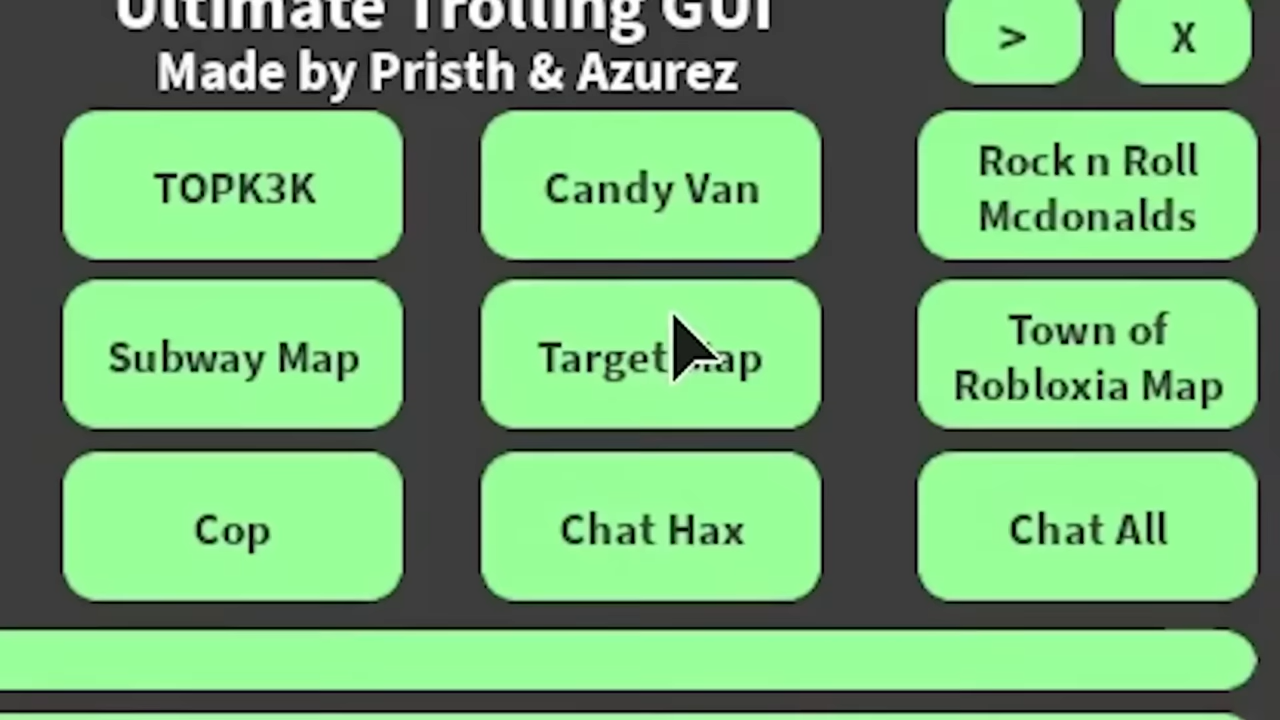 Ultimate Trolling GUI
Made by Pristh & Azurez
>
X
TOPK3K
Candy Van
Rock n Roll
Mcdonalds
Subway Map
Target Map
Town of
Robloxia Map
Cop
Chat Hax
Chat All